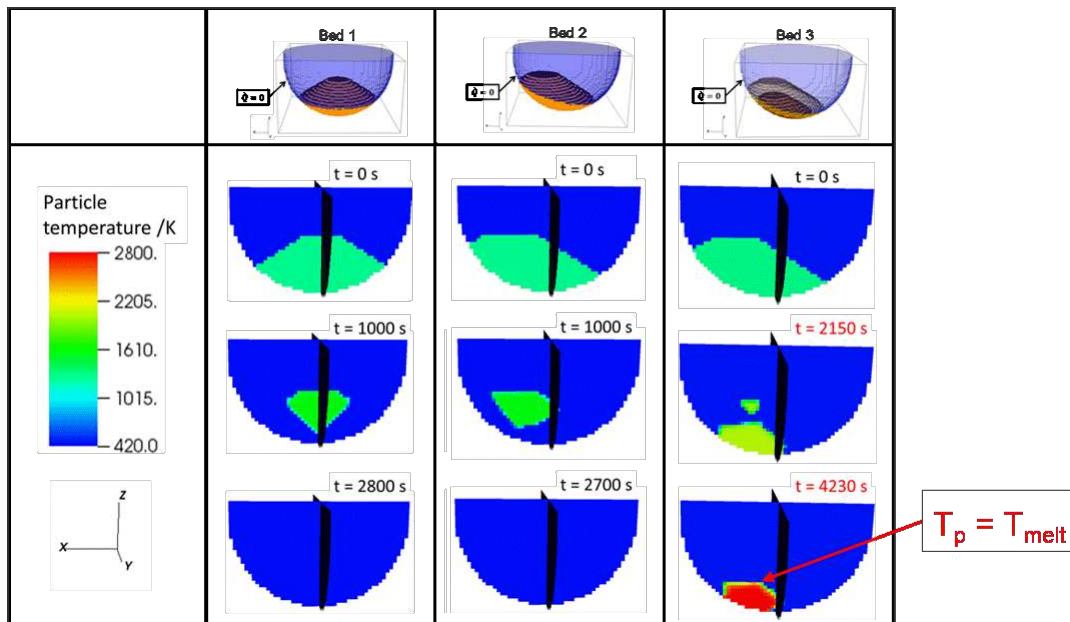 Bed 1
Bed 2
Bed 3
Q̇ = 0
Q̇ = 0
Q̇ = 0
Particle
temperature /K
2800.
2205.
1610.
1015.
420.0
Z
X
Y
t = 0 s
t = 0 s
t = 0 s
t = 1000 s
t = 1000 s
t = 2150 s
t = 2800 s
t = 2700 s
t = 4230 s
Tp = Tmelt